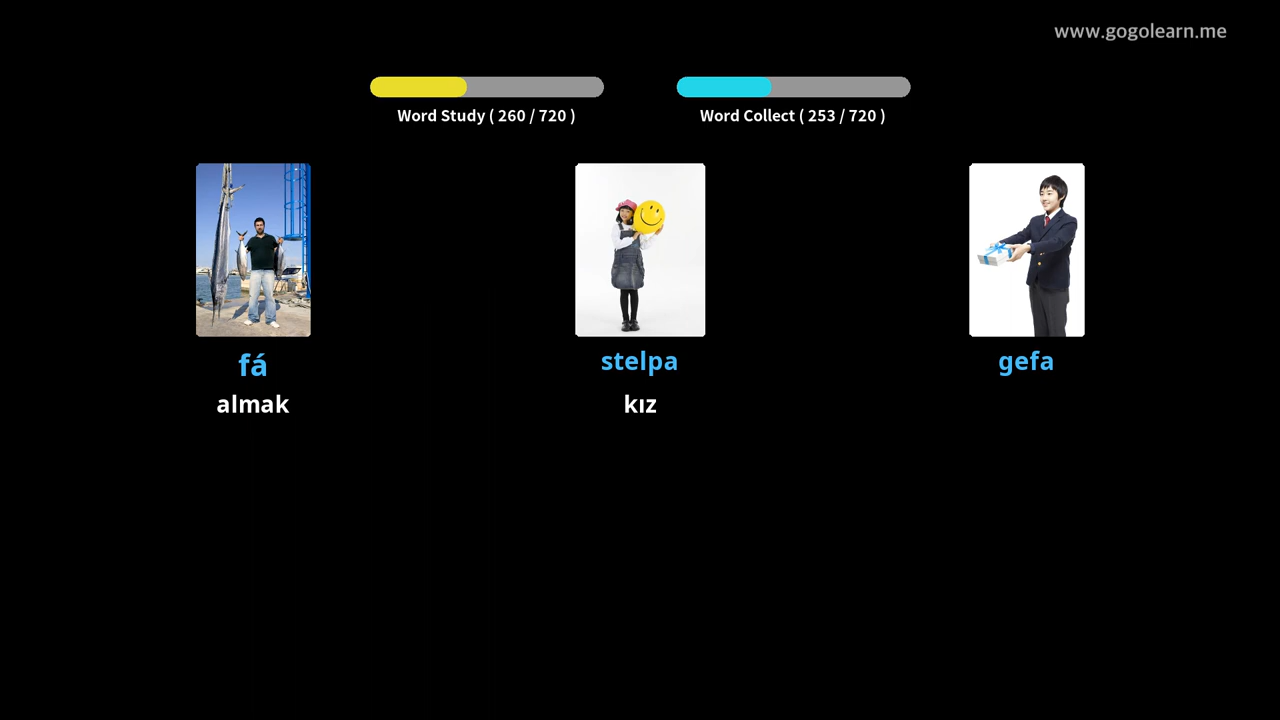 www.gogolearn.me
Word Study ( 260 / 720 )
Word Collect ( 253 / 720 )
fá
stelpa
gefa
almak
kız